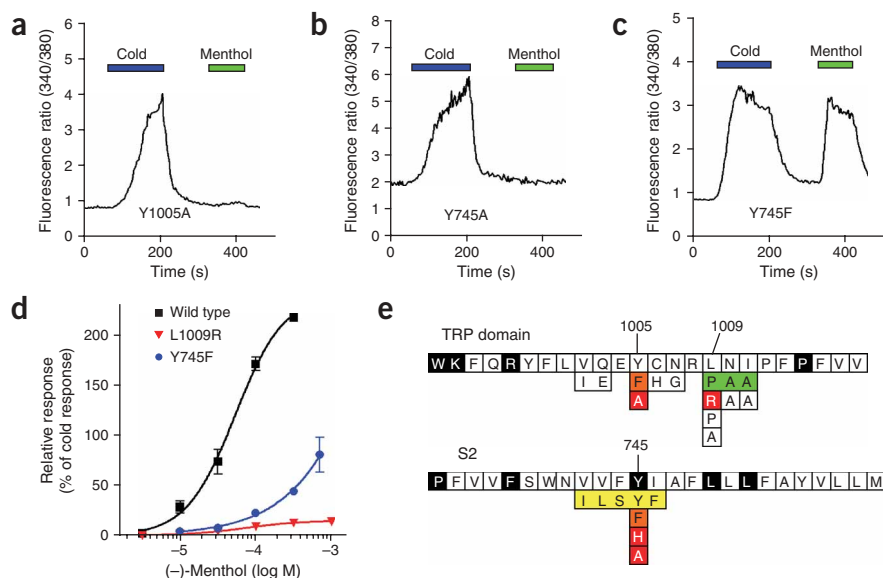 a
Fluorescence ratio (340/380)
6
5
4
3
2
1
0
Cold
Menthol
Y1005A
0 200 400
Time (s)
b
Fluorescence ratio (340/380)
8
7
6
5
4
3
2
1
0
Cold
Menthol
Y745A
0 200 400
Time (s)
c
Fluorescence ratio (340/380)
5
4
3
2
1
0
Cold
Menthol
Y745F
0 200 400
Time (s)
d
Relative response
(% of cold response)
200
150
100
50
0
Wild type
L1009R
Y745F
–5 –4 –3
(–)-Menthol (log M)
e
1005 1009
TRP domain
W K F Q R Y F L V Q E Y C N R L N I P F P F V V
I E F H G P A A
A R A A
P
A
745
S2
P F V V F S W N V V F Y I A F L L L F A Y V L L M
I L S Y F
F
H
A